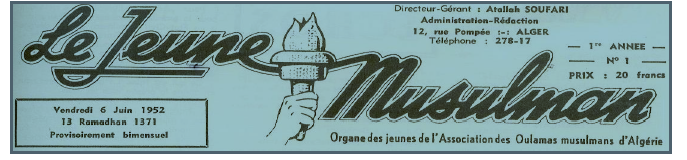 Le Jeune
Musulman
Directeur-Gérant : Atallah SOUFARI
Administration-Rédaction
12, rue Pompée :-: ALGER
Téléphone : 278-17
— 1re ANNEE —
— N° 1 —
PRIX : 20 francs
Vendredi 6 Juin 1952
13 Ramadhan 1371
Provisoirement bimensuel
Organe des jeunes de l'Association des Oulamas musulmans d'Algérie